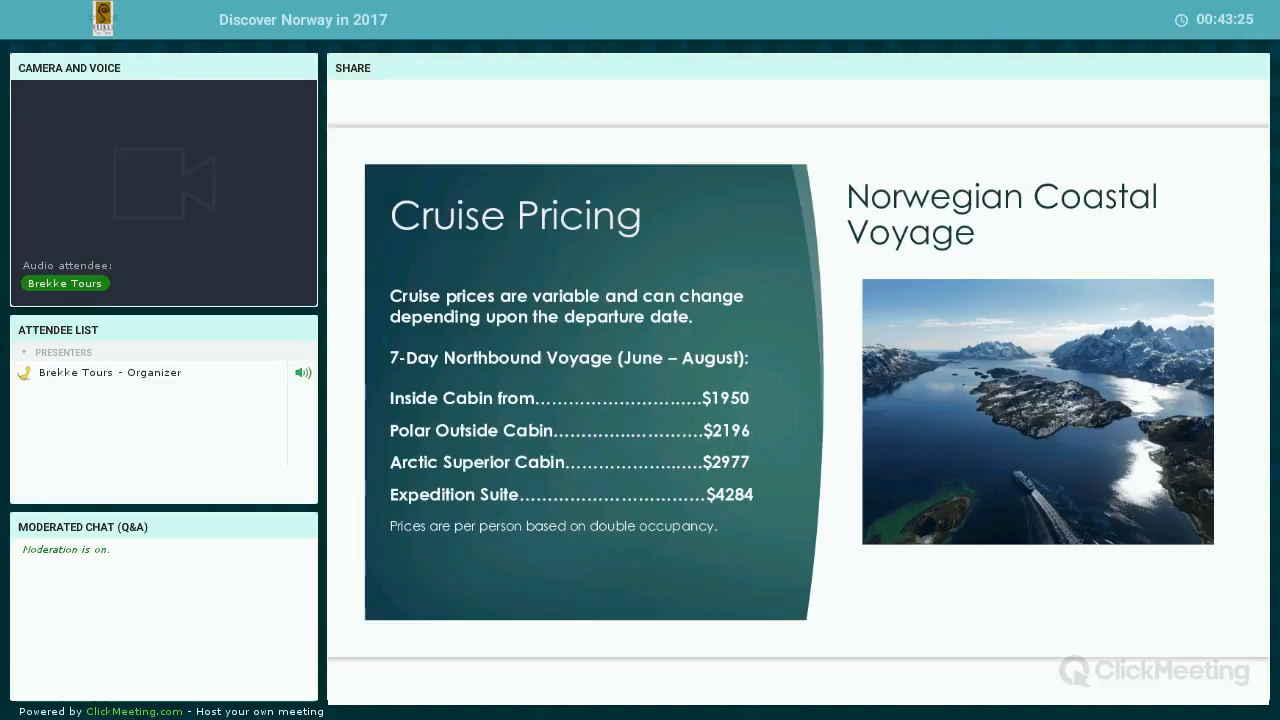 Discover Norway in 2017
00:43:25
CAMERA AND VOICE
Audio attendee:
Brekke Tours
ATTENDEE LIST
PRESENTERS
Brekke Tours - Organizer
MODERATED CHAT (Q&A)
Moderation is on.
SHARE
Cruise Pricing
Cruise prices are variable and can change
depending upon the departure date.
7-Day Northbound Voyage (June – August):
Inside Cabin from…………………….…..$1950
Polar Outside Cabin…………..………….$2196
Arctic Superior Cabin………………...…..$2977
Expedition Suite……………………………$4284
Prices are per person based on double occupancy.
Norwegian Coastal
Voyage
ClickMeeting
Powered by ClickMeeting.com - Host your own meeting